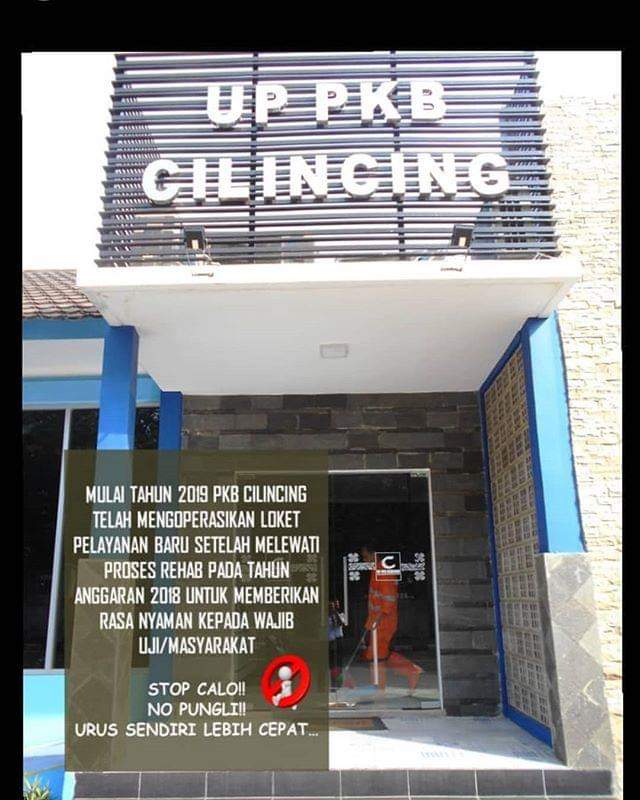 UP PKB
CILINCING
MULAI TAHUN 2019 PKB CILINCING
TELAH MENGOPERASIKAN LOKET
PELAYANAN BARU SETELAH MELEWATI
PROSES REHAB PADA TAHUN
ANGGARAN 2018 UNTUK MEMBERIKAN
RASA NYAMAN KEPADA WAJIB
UJI/MASYARAKAT
C
STOP CALO!!
NO PUNGLI!!
URUS SENDIRI LEBIH CEPAT...